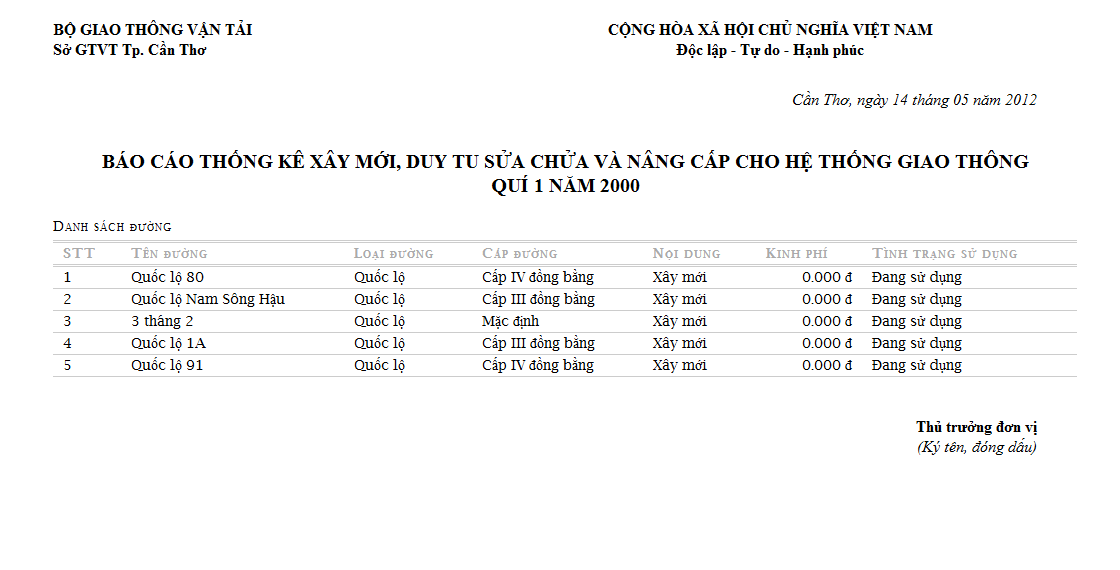 BỘ GIAO THÔNG VẬN TẢI
Sở GTVT Tp. Cần Thơ
CỘNG HÒA XÃ HỘI CHỦ NGHĨA VIỆT NAM
Độc lập - Tự do - Hạnh phúc
Cần Thơ, ngày 14 tháng 05 năm 2012
BÁO CÁO THỐNG KÊ XÂY MỚI, DUY TU SỬA CHỬA VÀ NÂNG CẤP CHO HỆ THỐNG GIAO THÔNG
QUÍ 1 NĂM 2000
DANH SÁCH ĐƯỜNG
STT TÊN ĐƯỜNG LOẠI ĐƯỜNG CẤP ĐƯỜNG NỘI DUNG KINH PHÍ TÌNH TRẠNG SỬ DỤNG
1 Quốc lộ 80 Quốc lộ Cấp IV đồng bằng Xây mới 0.000 đ Đang sử dụng
2 Quốc lộ Nam Sông Hậu Quốc lộ Cấp III đồng bằng Xây mới 0.000 đ Đang sử dụng
3 3 tháng 2 Quốc lộ Mặc định Xây mới 0.000 đ Đang sử dụng
4 Quốc lộ 1A Quốc lộ Cấp III đồng bằng Xây mới 0.000 đ Đang sử dụng
5 Quốc lộ 91 Quốc lộ Cấp IV đồng bằng Xây mới 0.000 đ Đang sử dụng
Thủ trưởng đơn vị
(Ký tên, đóng dấu)